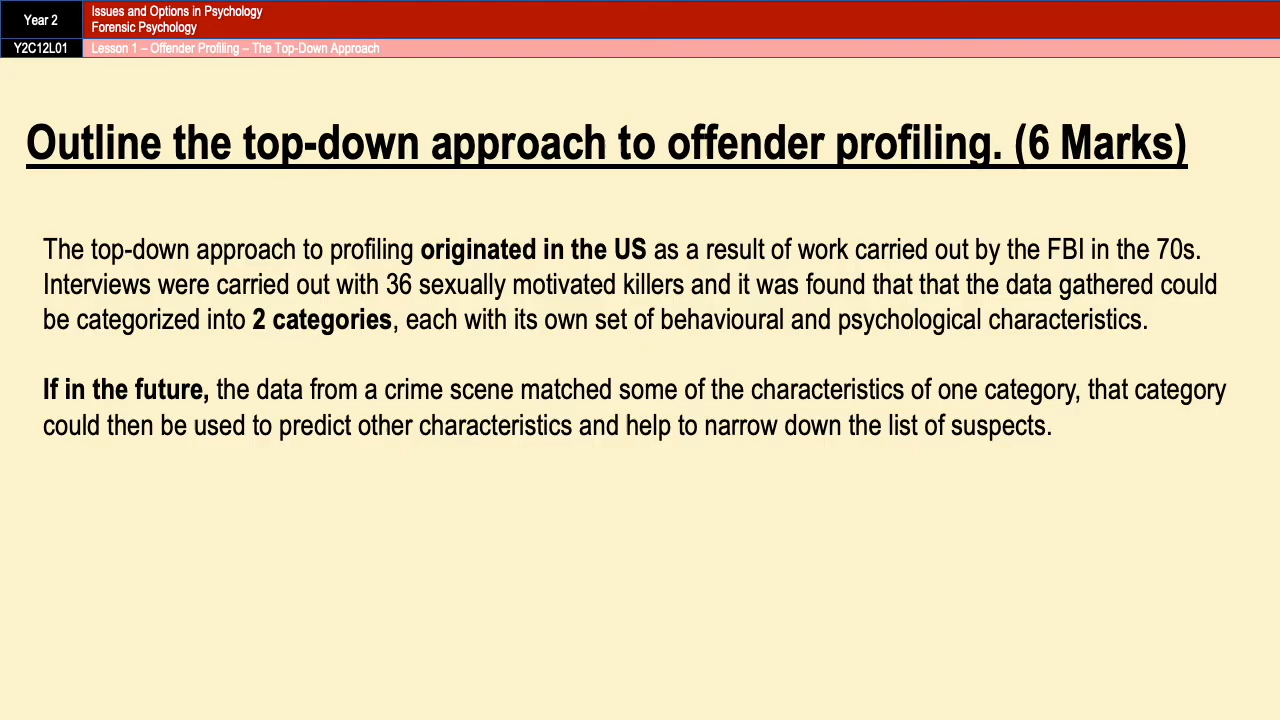 Year 2
Issues and Options in Psychology
Forensic Psychology
Y2C12L01
Lesson 1 – Offender Profiling – The Top-Down Approach
Outline the top-down approach to offender profiling. (6 Marks)
The top-down approach to profiling originated in the US as a result of work carried out by the FBI in the 70s.
Interviews were carried out with 36 sexually motivated killers and it was found that that the data gathered could
be categorized into 2 categories, each with its own set of behavioural and psychological characteristics.
If in the future, the data from a crime scene matched some of the characteristics of one category, that category
could then be used to predict other characteristics and help to narrow down the list of suspects.